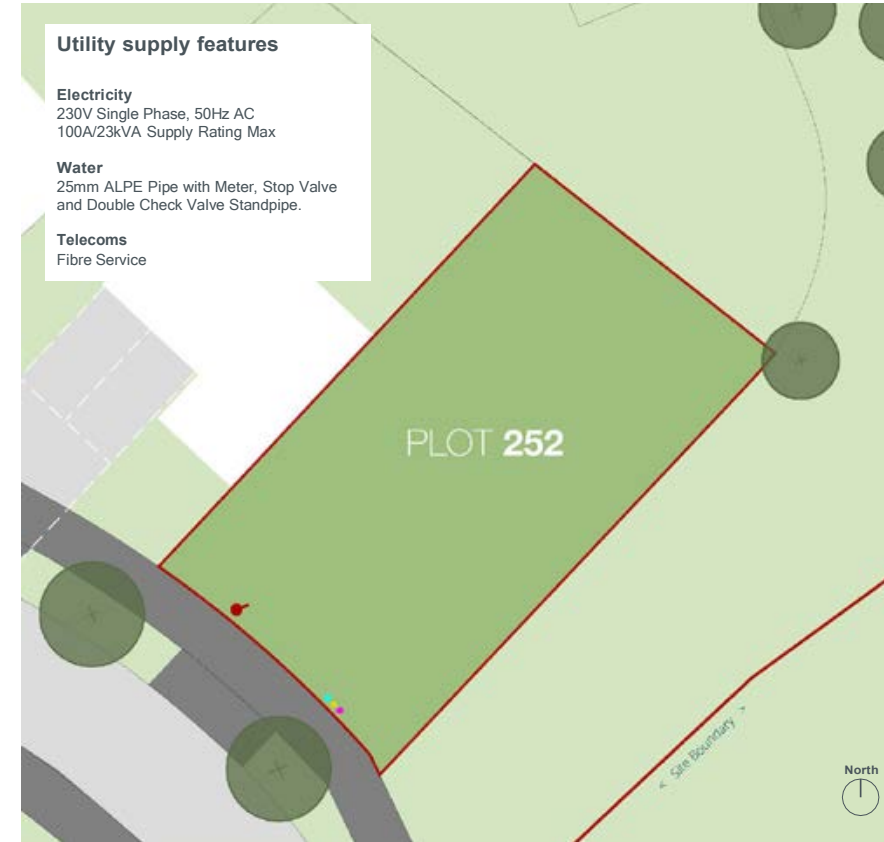 Utility supply features
Electricity
230V Single Phase, 50Hz AC
100A/23kVA Supply Rating Max
Water
25mm ALPE Pipe with Meter, Stop Valve
and Double Check Valve Standpipe.
Telecoms
Fibre Service
PLOT 252
< Site Boundary >
North